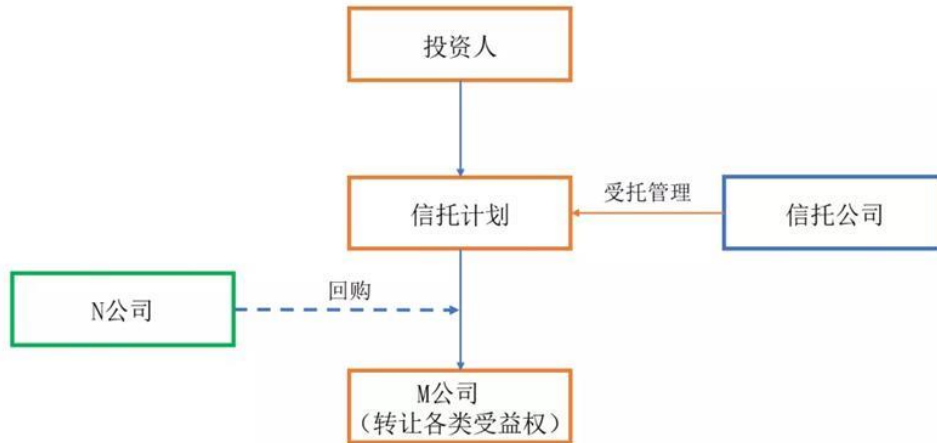 投资人
信托计划
受托管理
信托公司
回购
N公司
M公司
（转让各类受益权）